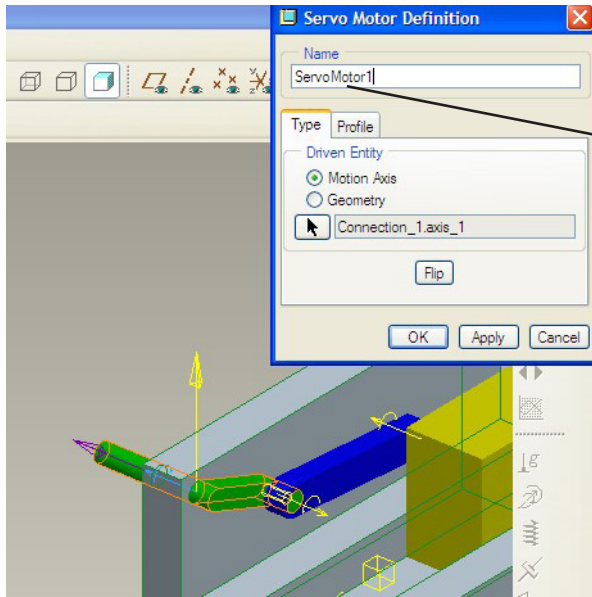 Servo Motor Definition
Name
ServoMotor1
Type Profile
Driven Entity
Motion Axis
Geometry
Connection_1.axis_1
Flip
OK Apply Cancel